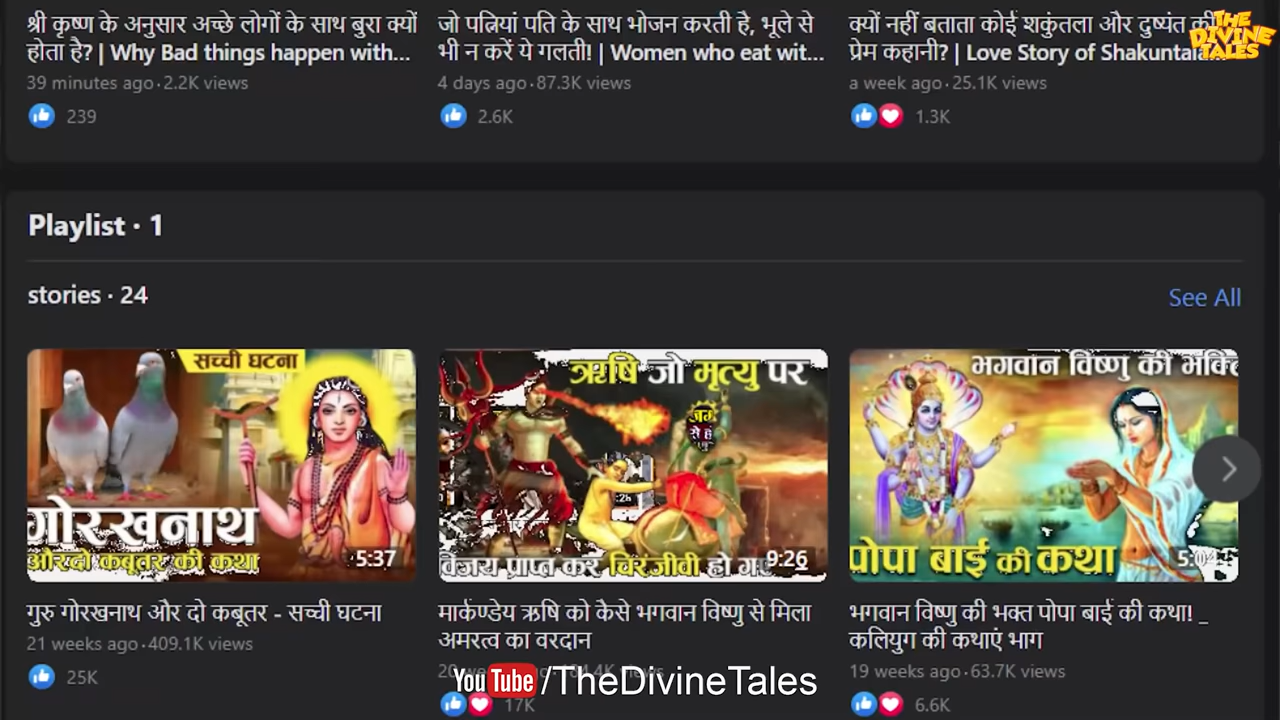 श्री कृष्ण के अनुसार अच्छे लोगों के साथ बुरा क्यों
होता है? | Why Bad things happen with...
39 minutes ago · 2.2K views
239
जो पत्नियां पति के साथ भोजन करती है, भूले से
भी न करें ये गलती! | Women who eat wit...
4 days ago · 87.3K views
2.6K
क्यों नहीं बताता कोई शकुंतला और दुष्यंत की
प्रेम कहानी? | Love Story of Shakuntala...
a week ago · 25.1K views
1.3K
THE
DIVINE
TALES
Playlist · 1
stories · 24
See All
सच्ची घटना
गोरखनाथ
और दो कबूतर की कथा
5:37
गुरु गोरखनाथ और दो कबूतर - सच्ची घटना
21 weeks ago · 409.1K views
25K
ऋषि जो मृत्यु पर
विजय प्राप्त कर चिरंजीवी हो गए
9:26
मार्कण्डेय ऋषि को कैसे भगवान विष्णु से मिला
अमरत्व का वरदान
17K
भगवान विष्णु की भक्ति
पोपा बाई की कथा
भगवान विष्णु की भक्त पोपा बाई की कथा! _
कलियुग की कथाएं भाग
19 weeks ago · 63.7K views
6.6K
YouTube/TheDivineTales